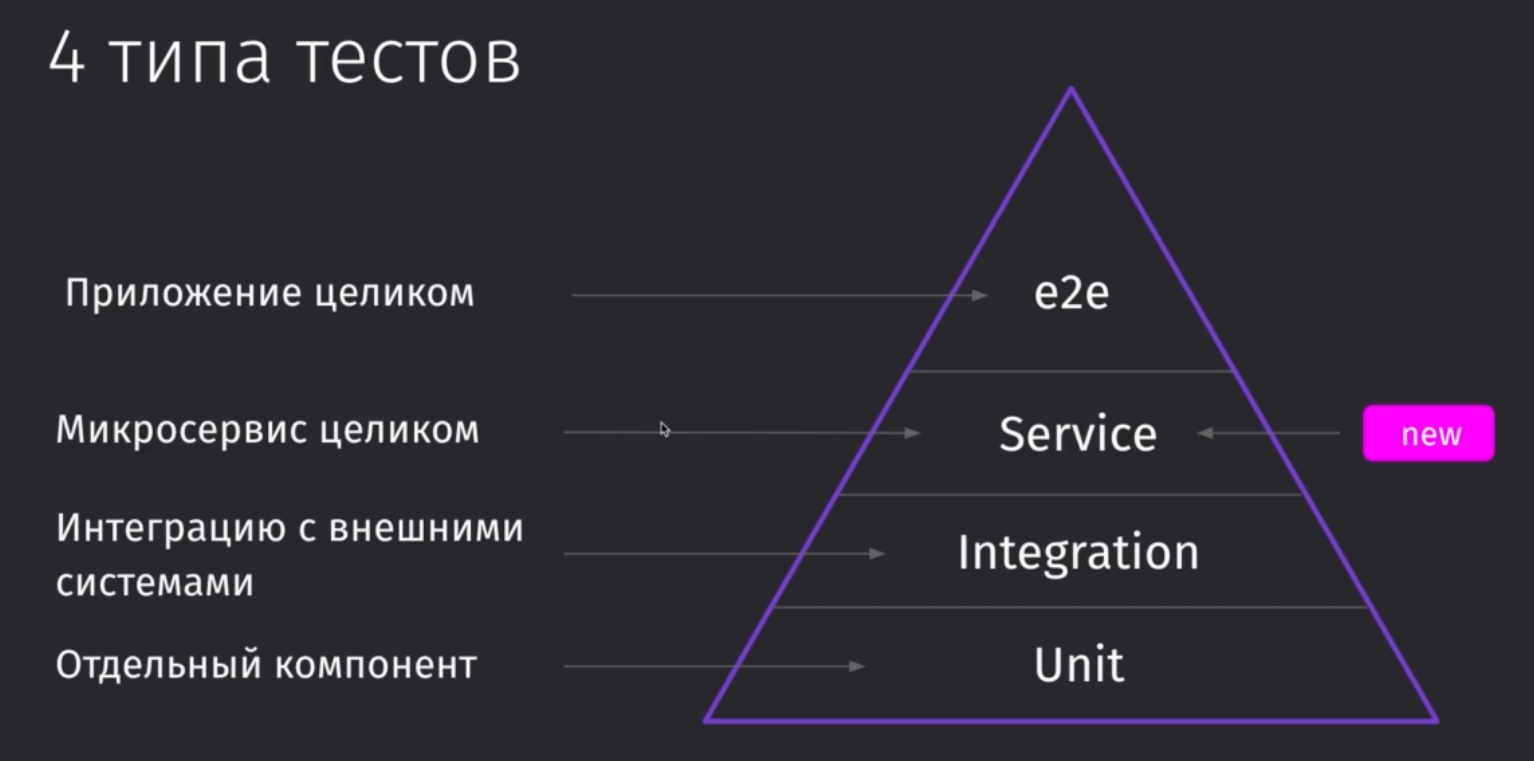 4 типа тестов
Приложение целиком
e2e
Микросервис целиком
Service
new
Интеграцию с внешними
системами
Integration
Отдельный компонент
Unit